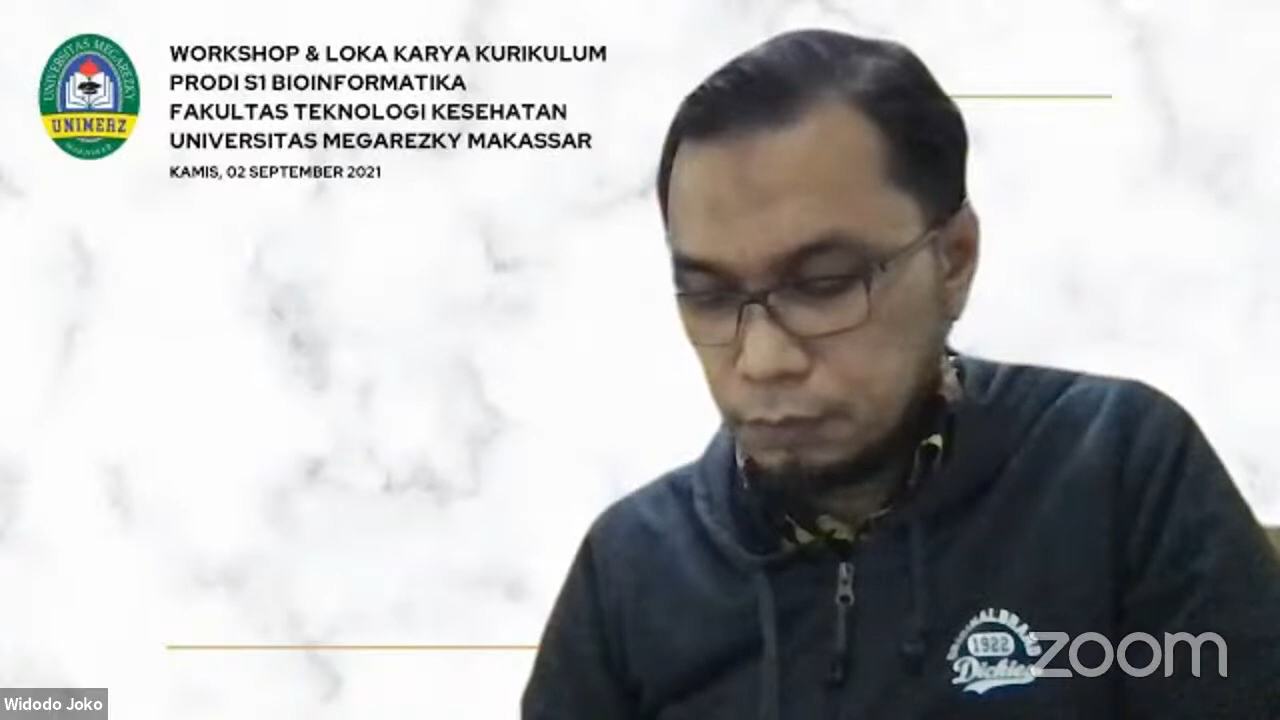 WORKSHOP & LOKA KARYA KURIKULUM
PRODI S1 BIOINFORMATIKA
FAKULTAS TEKNOLOGI KESEHATAN
UNIVERSITAS MEGAREZKY MAKASSAR
KAMIS, 02 SEPTEMBER 2021
UNIVERSITAS MEGAREZKY
UNIMERZ
MAKASSAR
1922
Dickies
zoom
Widodo Joko